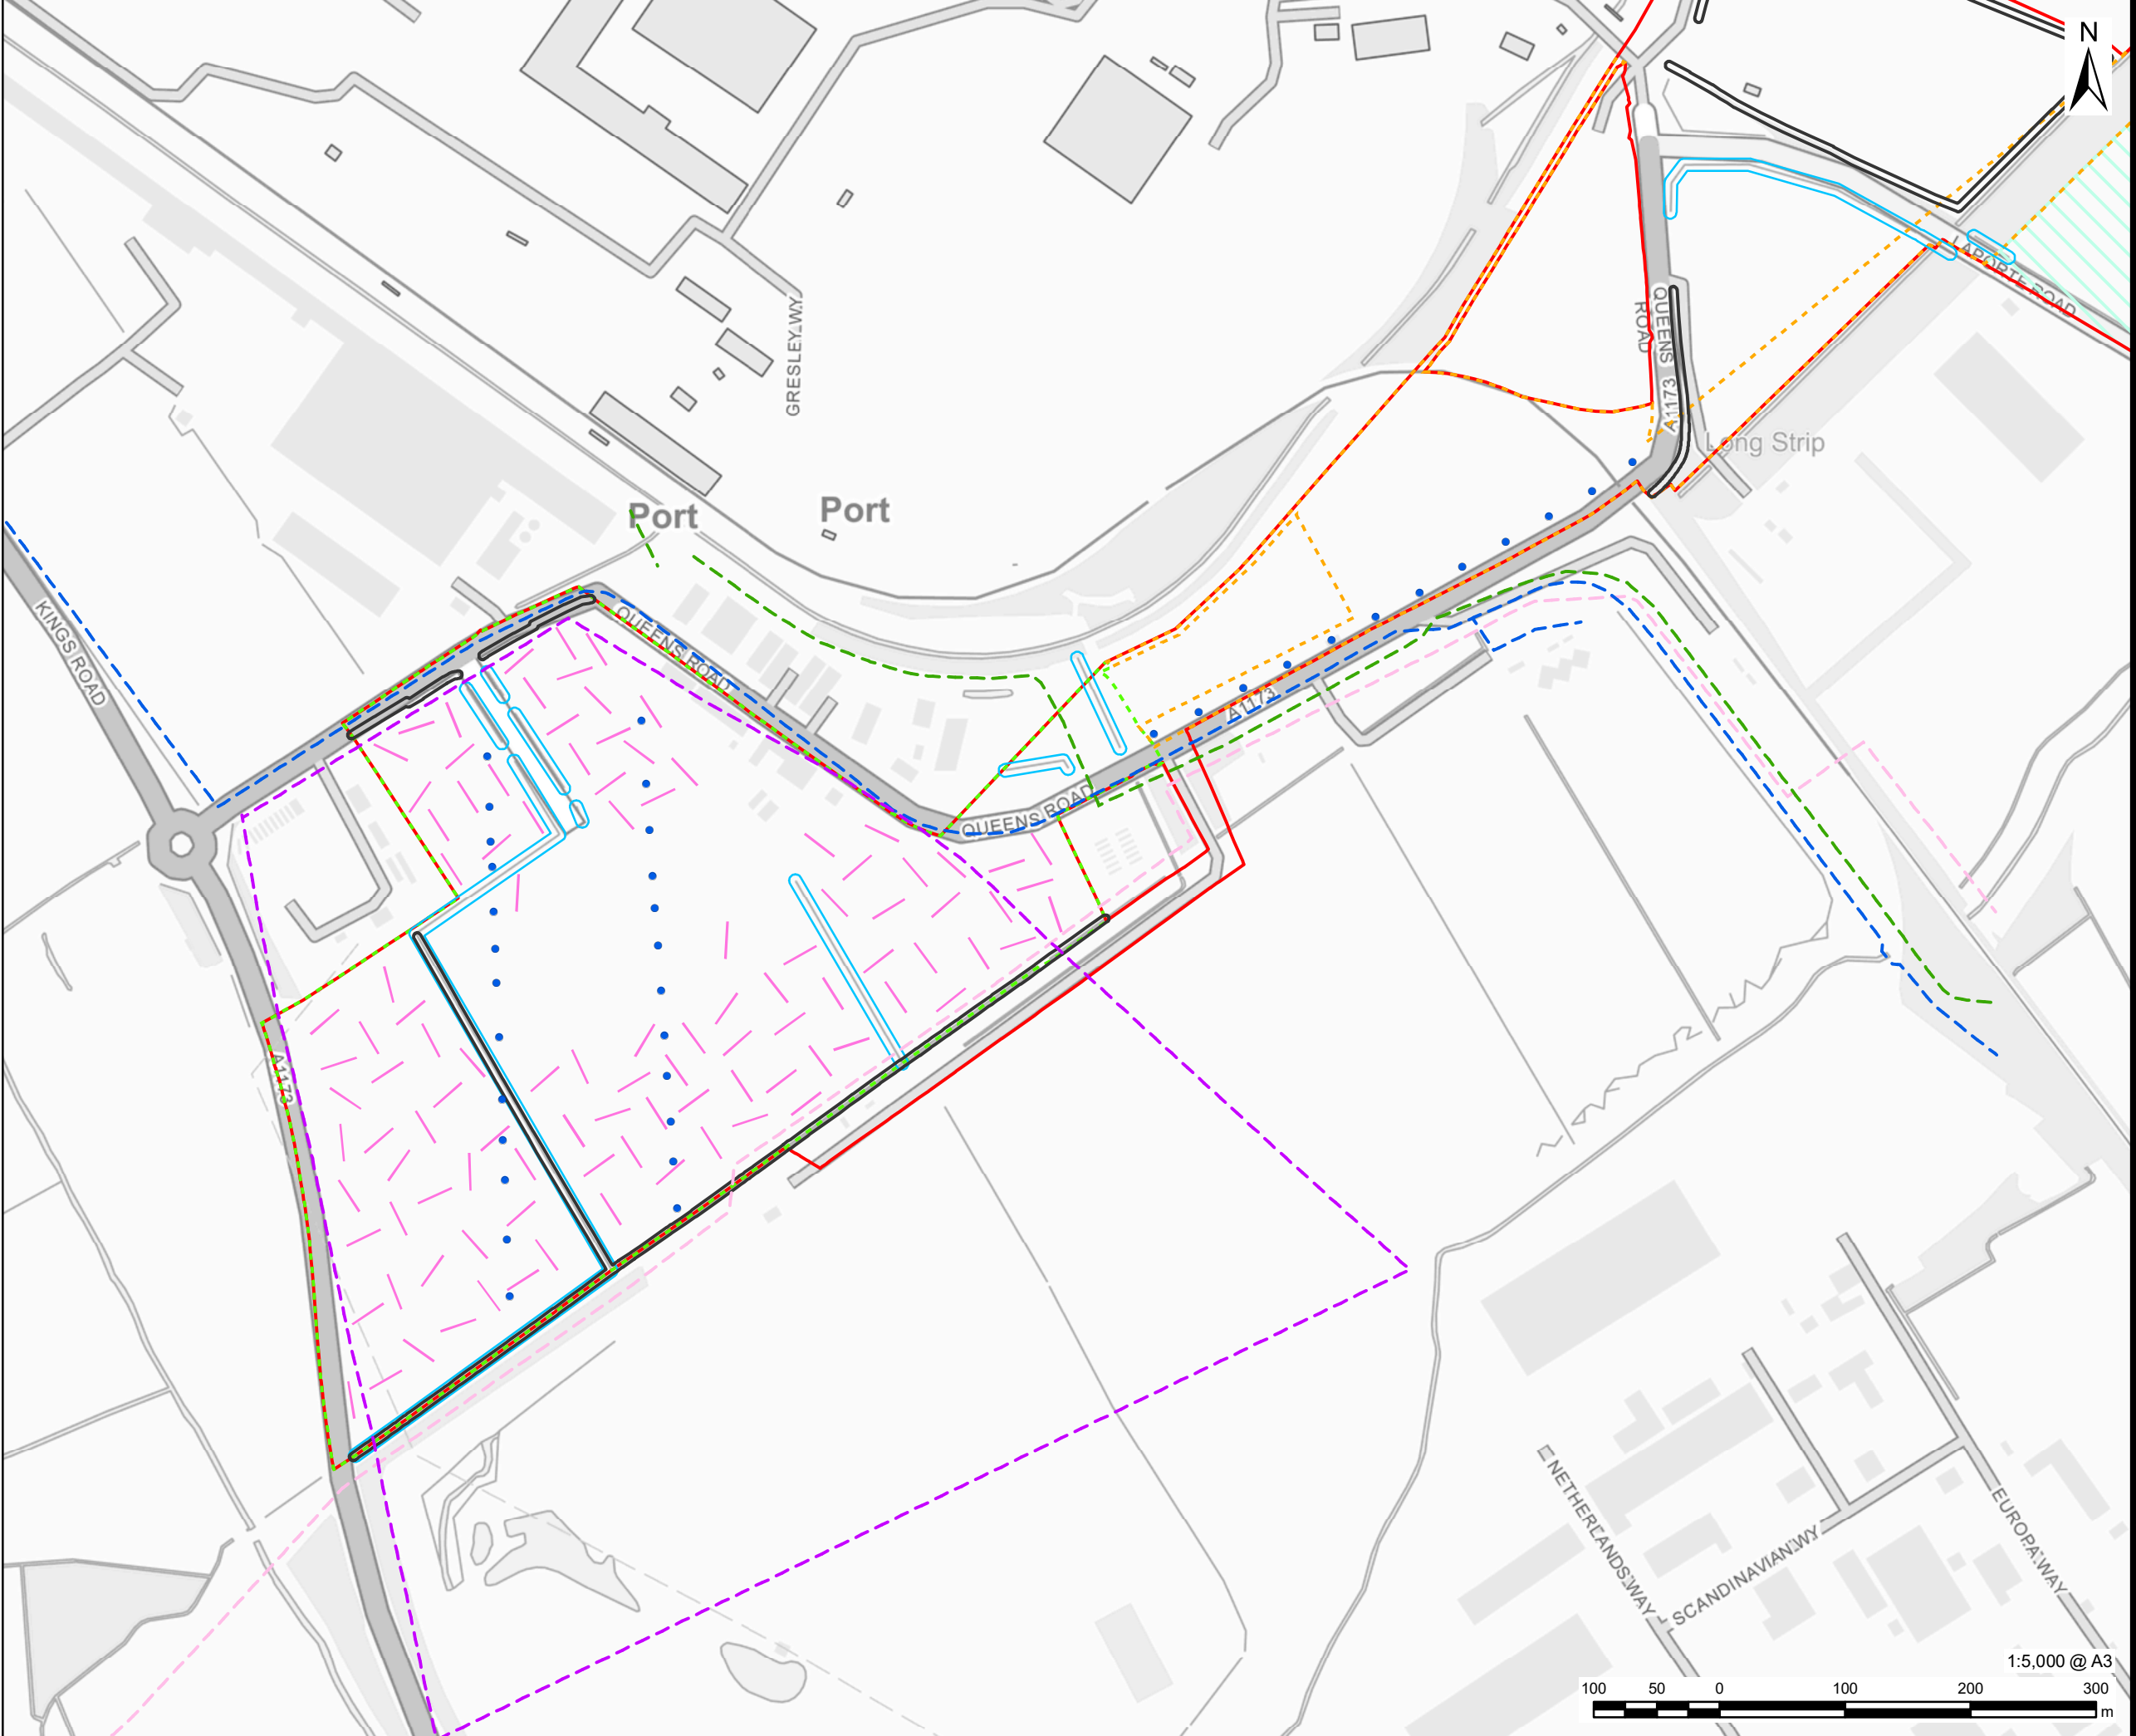 N
GRESLEY WY
QUEENS
ROAD
A1173
LAPORTE ROAD
Long Strip
Port
Port
KINGS ROAD
QUEENS ROAD
A1173
QUEENS ROAD
A1173
NETHERLANDS WAY
SCANDINAVIAN WY
EUROPA WAY
1:5,000 @ A3
100 50 0 100 200 300
m